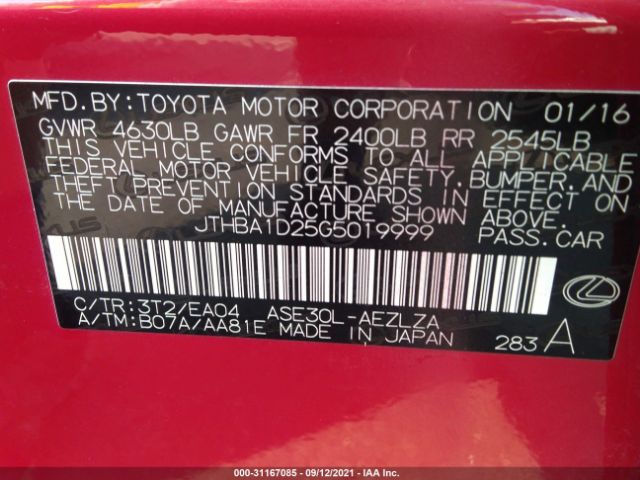 MFD. BY: TOYOTA MOTOR CORPORATION 01/16
GVWR 4630LB GAWR FR 2400LB RR 2545LB
THIS VEHICLE CONFORMS TO ALL APPLICABLE
FEDERAL MOTOR VEHICLE SAFETY, BUMPER, AND
THEFT PREVENTION STANDARDS IN EFFECT ON
THE DATE OF MANUFACTURE SHOWN ABOVE.
JTHBA1D25G5019999 PASS. CAR
C/TR: 3T2/EA04 ASE30L-AEZLZA
A/TM: B07A/AA81E MADE IN JAPAN 283 A
000-31167085 - 09/12/2021 - IAA Inc.